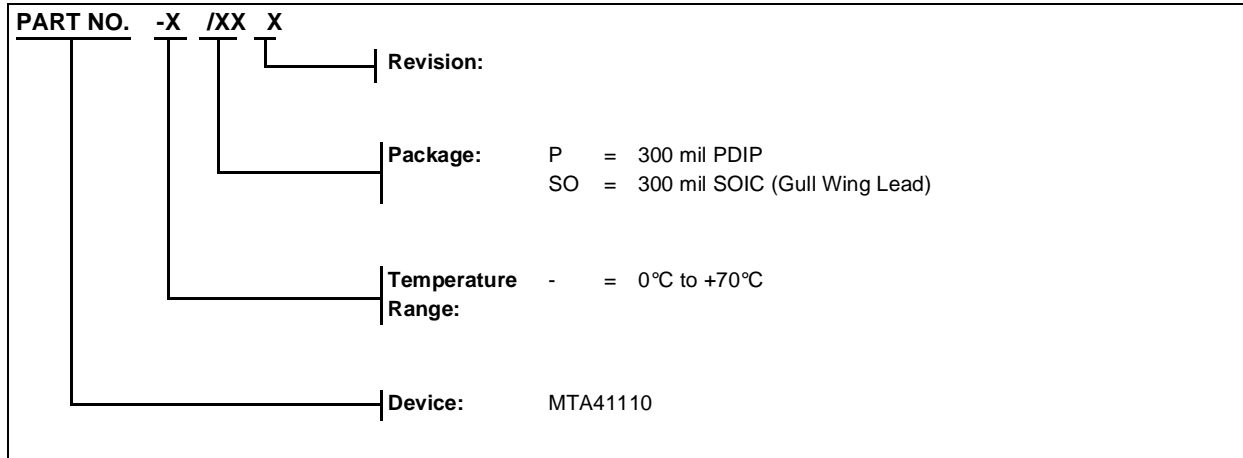 PART NO. -X /XX X
Revision:
Package: P = 300 mil PDIP
SO = 300 mil SOIC (Gull Wing Lead)
Temperature - = 0°C to +70°C
Range:
Device: MTA41110